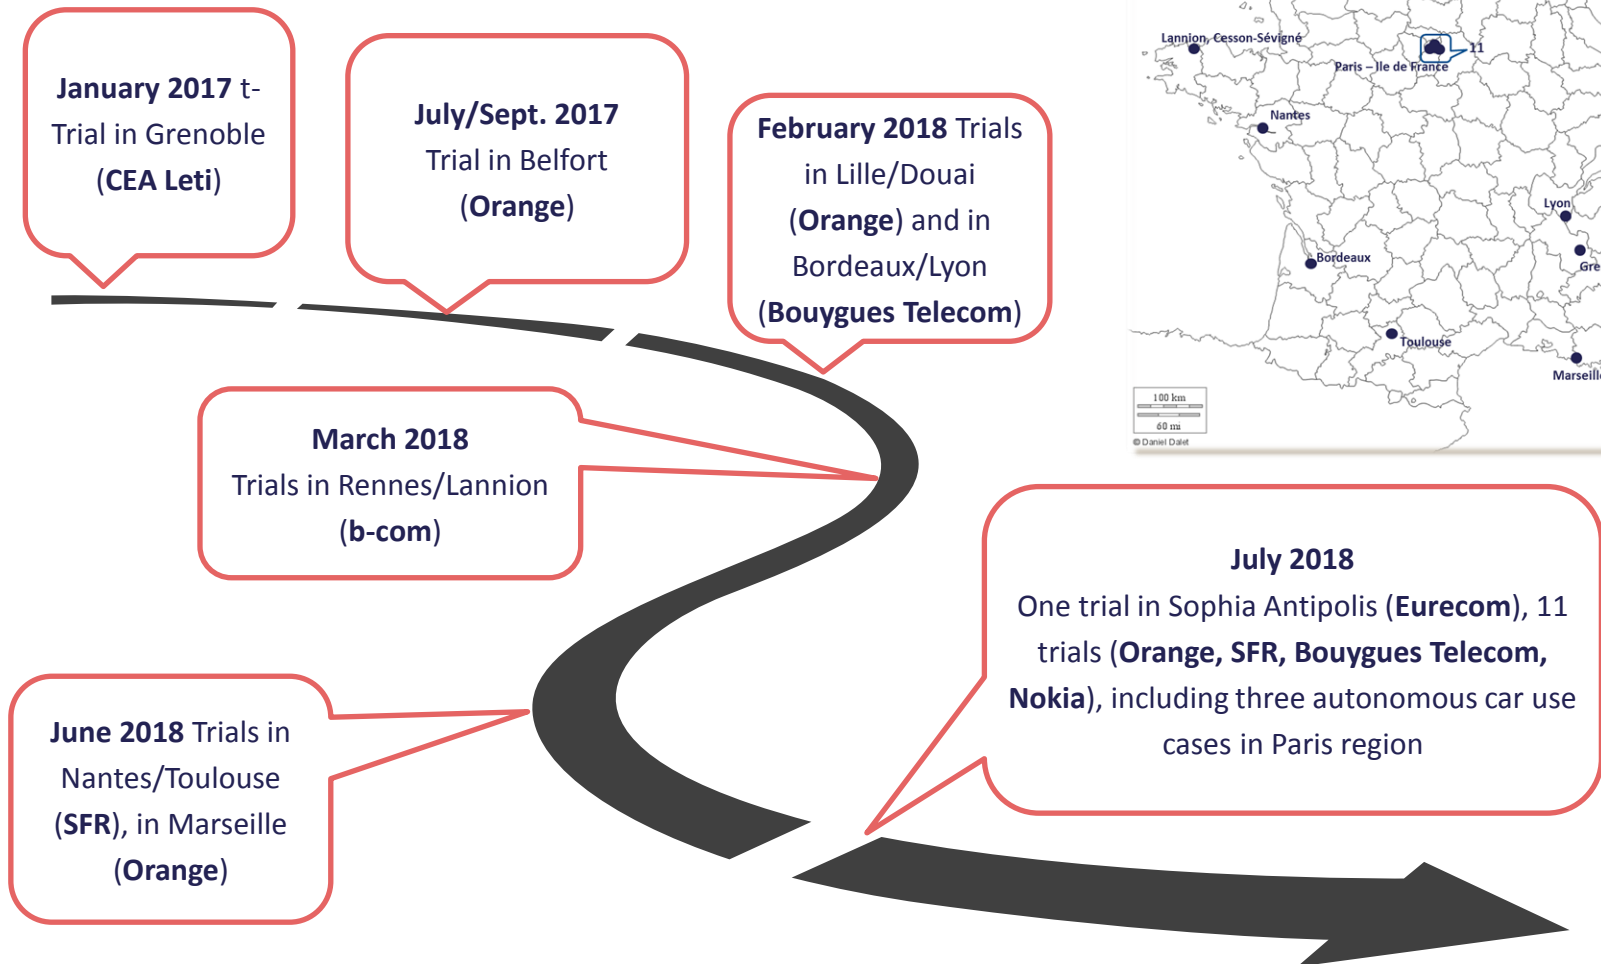 January 2017 t-
Trial in Grenoble
(CEA Leti)
July/Sept. 2017
Trial in Belfort
(Orange)
February 2018 Trials
in Lille/Douai
(Orange) and in
Bordeaux/Lyon
(Bouygues Telecom)
March 2018
Trials in Rennes/Lannion
(b-com)
June 2018 Trials in
Nantes/Toulouse
(SFR), in Marseille
(Orange)
July 2018
One trial in Sophia Antipolis (Eurecom), 11
trials (Orange, SFR, Bouygues Telecom,
Nokia), including three autonomous car use
cases in Paris region
Lannion, Cesson-Sévigné
11
Paris – Ile de France
Nantes
Lyon
Gre
Bordeaux
Toulouse
Marseille
100 km
60 mi
© Daniel Dalet